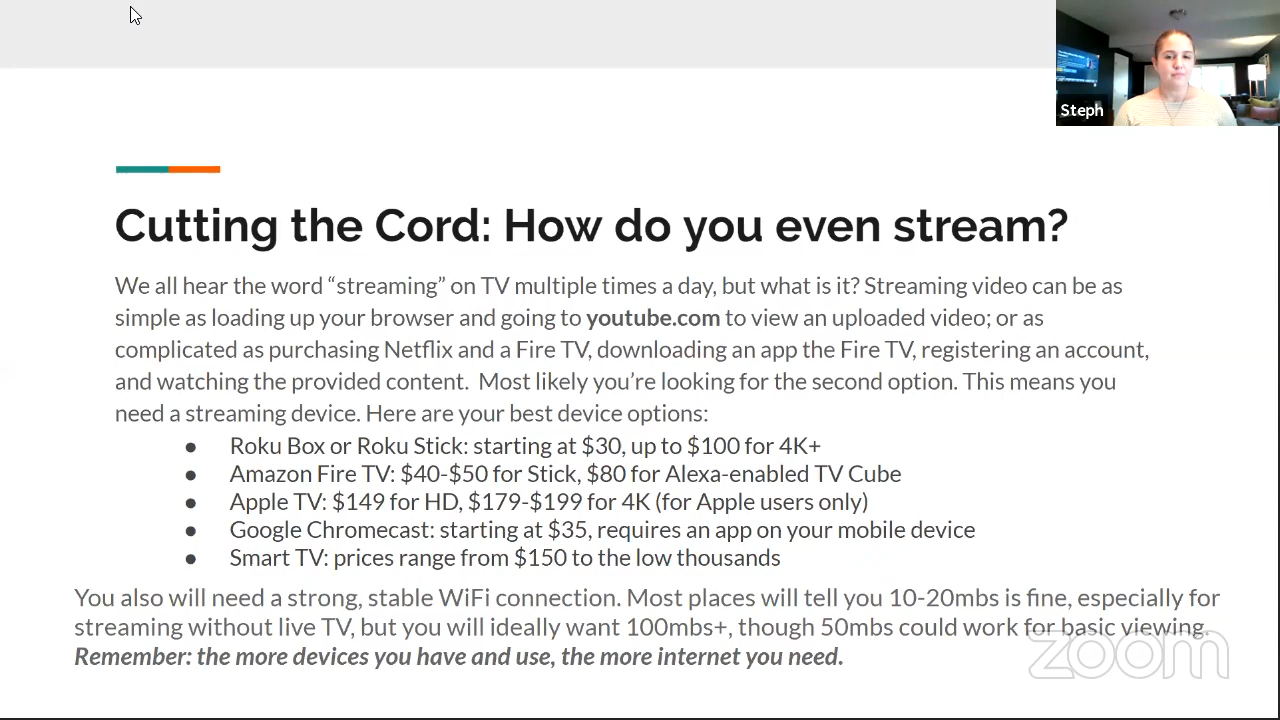 Steph
Cutting the Cord: How do you even stream?
We all hear the word “streaming” on TV multiple times a day, but what is it? Streaming video can be as
simple as loading up your browser and going to youtube.com to view an uploaded video; or as
complicated as purchasing Netflix and a Fire TV, downloading an app the Fire TV, registering an account,
and watching the provided content.  Most likely you’re looking for the second option. This means you
need a streaming device. Here are your best device options:
● Roku Box or Roku Stick: starting at $30, up to $100 for 4K+
● Amazon Fire TV: $40-$50 for Stick, $80 for Alexa-enabled TV Cube
● Apple TV: $149 for HD, $179-$199 for 4K (for Apple users only)
● Google Chromecast: starting at $35, requires an app on your mobile device
● Smart TV: prices range from $150 to the low thousands
You also will need a strong, stable WiFi connection. Most places will tell you 10-20mbs is fine, especially for
streaming without live TV, but you will ideally want 100mbs+, though 50mbs could work for basic viewing.
Remember: the more devices you have and use, the more internet you need.
zoom